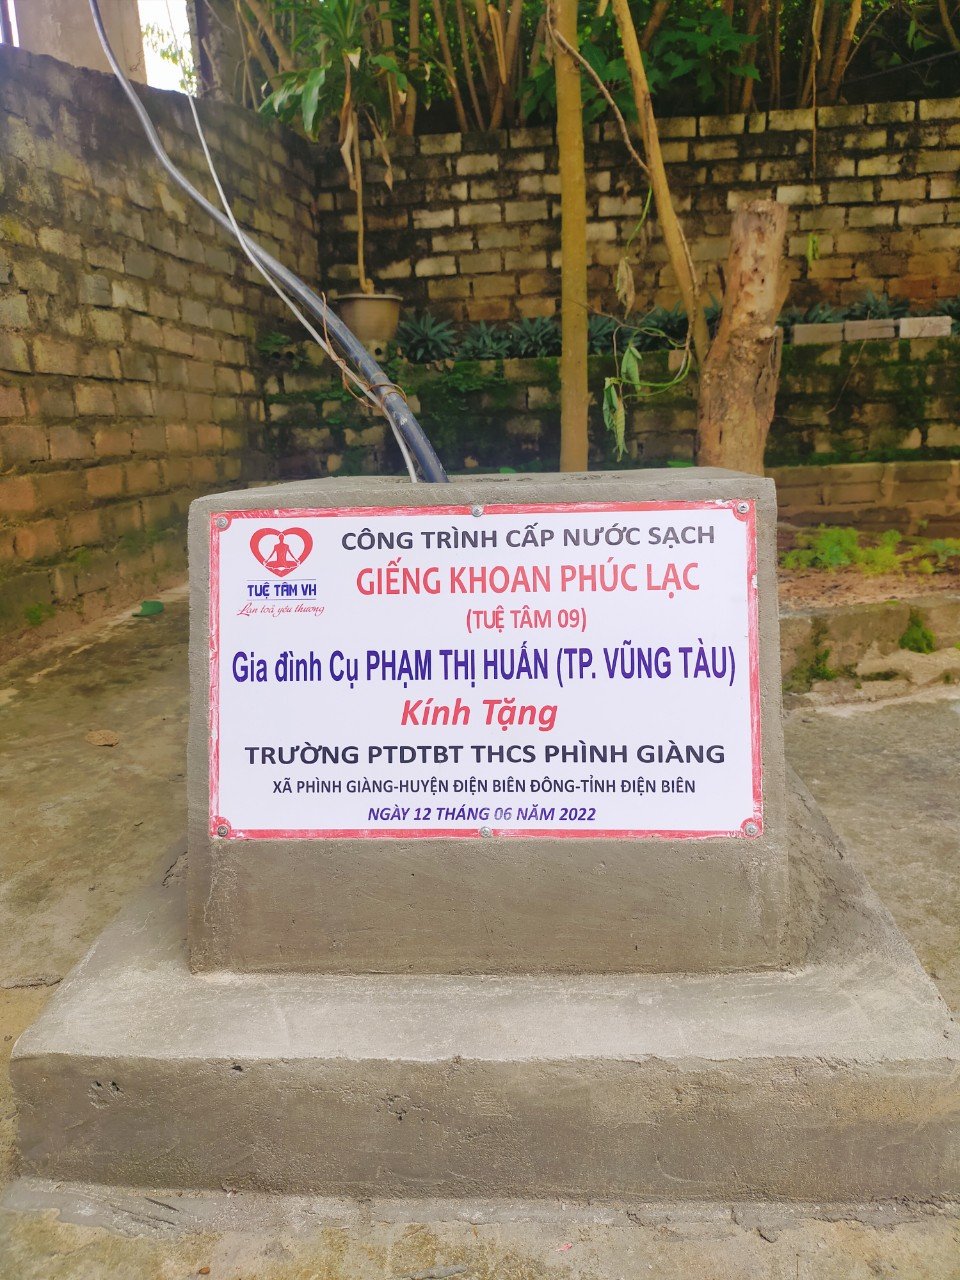 TUỆ TÂM VH
Lan toả yêu thương
CÔNG TRÌNH CẤP NƯỚC SẠCH
GIẾNG KHOAN PHÚC LẠC
(TUỆ TÂM 09)
Gia đình Cụ PHẠM THỊ HUẤN (TP. VŨNG TÀU)
Kính Tặng
TRƯỜNG PTDTBT THCS PHÌNH GIÀNG
XÃ PHÌNH GIÀNG-HUYỆN ĐIỆN BIÊN ĐÔNG-TỈNH ĐIỆN BIÊN
NGÀY 12 THÁNG 06 NĂM 2022